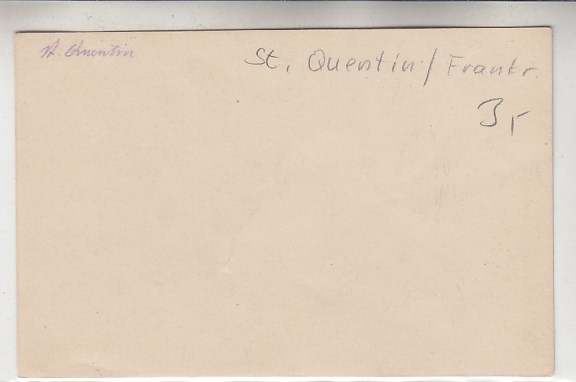 St. Quentin
St. Quentin / Frankr.
3,-